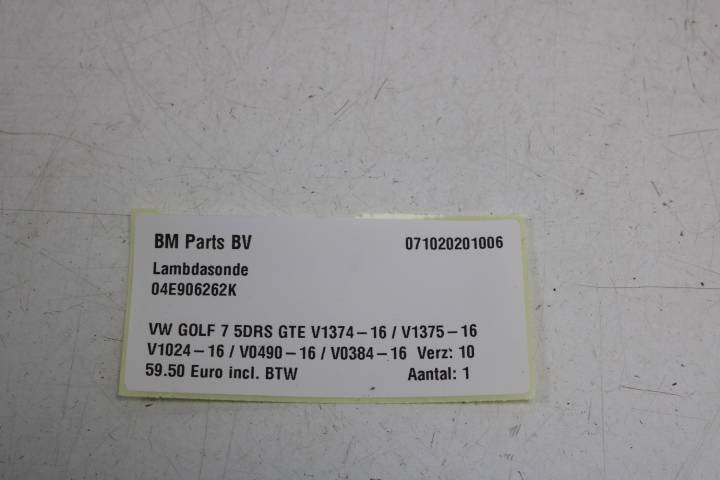 BM Parts BV 071020201006
Lambdasonde
04E906262K
VW GOLF 7 5DRS GTE V1374-16 / V1375-16
V1024-16 / V0490-16 / V0384-16 Verz: 10
59.50 Euro incl. BTW Aantal: 1